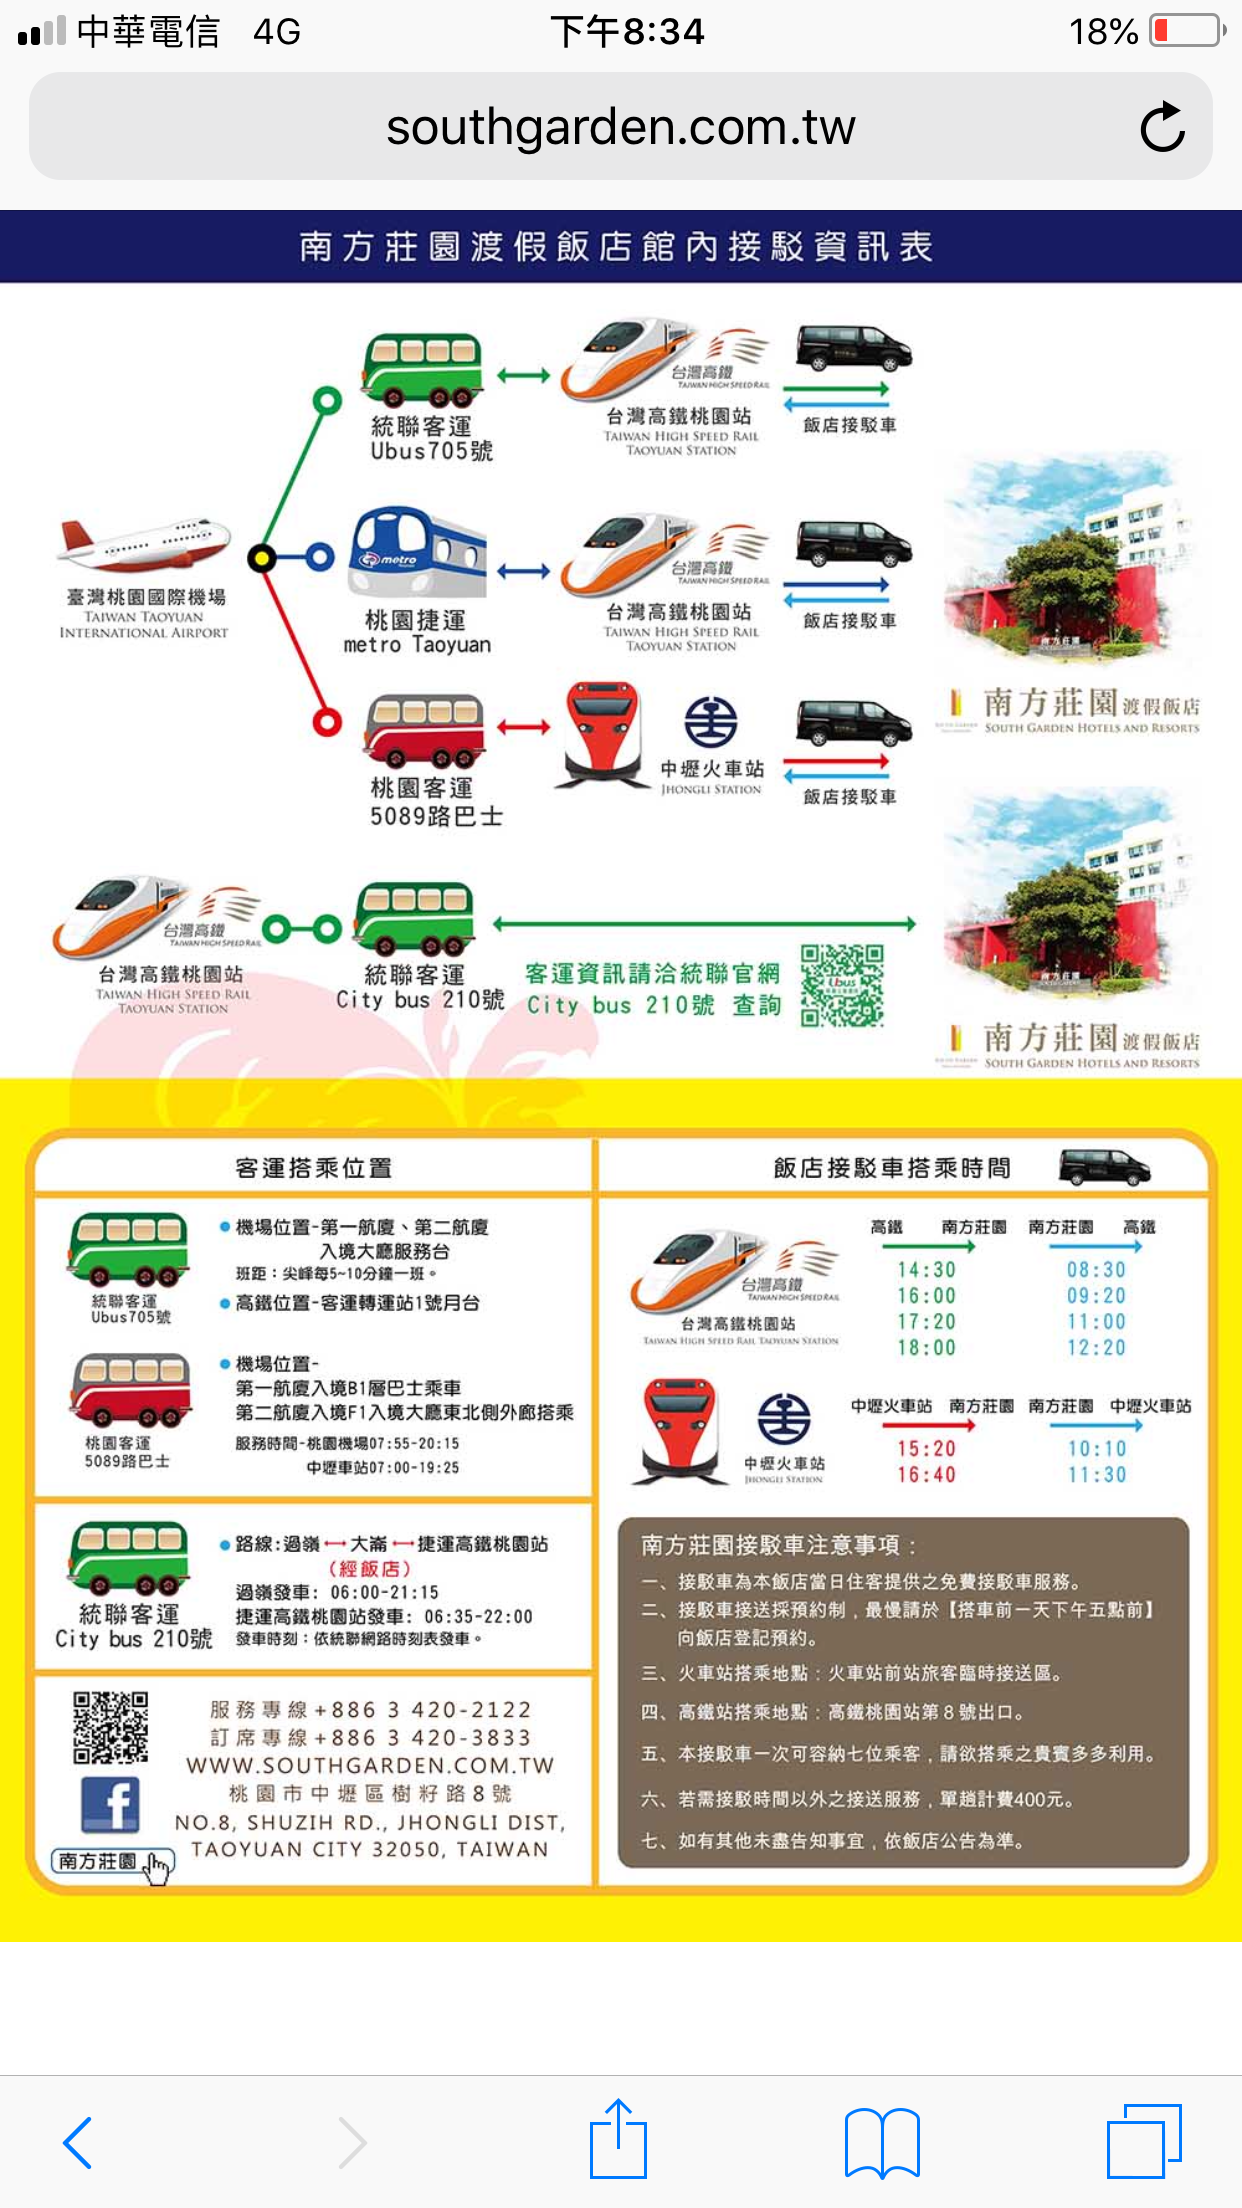 中華電信 4G
下午8:34
18%
southgarden.com.tw
南方莊園渡假飯店館內接駁資訊表
統聯客運
Ubus705號
台灣高鐵
TAIWAN HIGH SPEED RAIL
台灣高鐵桃園站
TAIWAN HIGH SPEED RAIL
TAOYUAN STATION
飯店接駁車
臺灣桃園國際機場
TAIWAN TAOYUAN
INTERNATIONAL AIRPORT
metro
桃園捷運
metro Taoyuan
台灣高鐵
TAIWAN HIGH SPEED RAIL
台灣高鐵桃園站
TAIWAN HIGH SPEED RAIL
TAOYUAN STATION
飯店接駁車
南方莊園
南方莊園渡假飯店
SOUTH GARDEN HOTELS AND RESORTS
桃園客運
5089路巴士
中壢火車站
JHONGLI STATION
飯店接駁車
台灣高鐵
TAIWAN HIGH SPEED RAIL
台灣高鐵桃園站
TAIWAN HIGH SPEED RAIL
TAOYUAN STATION
統聯客運
City bus 210號
客運資訊請洽統聯官網
City bus 210號 查詢
Ubus
南方莊園
南方莊園渡假飯店
SOUTH GARDEN HOTELS AND RESORTS
客運搭乘位置
統聯客運
Ubus705號
機場位置-第一航廈、第二航廈
入境大廳服務台
班距：尖峰每5~10分鐘一班。
高鐵位置-客運轉運站1號月台
桃園客運
5089路巴士
機場位置-
第一航廈入境B1層巴士乘車
第二航廈入境F1入境大廳東北側外廊搭乘
服務時間-桃園機場07:55-20:15
中壢車站07:00-19:25
統聯客運
City bus 210號
路線:過嶺 大崙 捷運高鐵桃園站
(經飯店)
過嶺發車: 06:00-21:15
捷運高鐵桃園站發車: 06:35-22:00
發車時刻：依統聯網路時刻表發車。
服務專線+886 3 420-2122
訂席專線+886 3 420-3833
WWW.SOUTHGARDEN.COM.TW
桃園市中壢區樹籽路8號
NO.8, SHUZIH RD., JHONGLI DIST,
TAOYUAN CITY 32050, TAIWAN
f
南方莊園
飯店接駁車搭乘時間
台灣高鐵
TAIWAN HIGH SPEED RAIL
台灣高鐵桃園站
TAIWAN HIGH SPEED RAIL TAOYUAN STATION
高鐵 南方莊園 南方莊園 高鐵
14:30 08:30
16:00 09:20
17:20 11:00
18:00 12:20
中壢火車站
JHONGLI STATION
中壢火車站 南方莊園 南方莊園 中壢火車站
15:20 10:10
16:40 11:30
南方莊園接駁車注意事項：
一、接駁車為本飯店當日住客提供之免費接駁車服務。
二、接駁車接送採預約制，最慢請於【搭車前一天下午五點前】
向飯店登記預約。
三、火車站搭乘地點：火車站前站旅客臨時接送區。
四、高鐵站搭乘地點：高鐵桃園站第8號出口。
五、本接駁車一次可容納七位乘客，請欲搭乘之貴賓多多利用。
六、若需接駁時間以外之接送服務，單趟計費400元。
七、如有其他未盡告知事宜，依飯店公告為準。